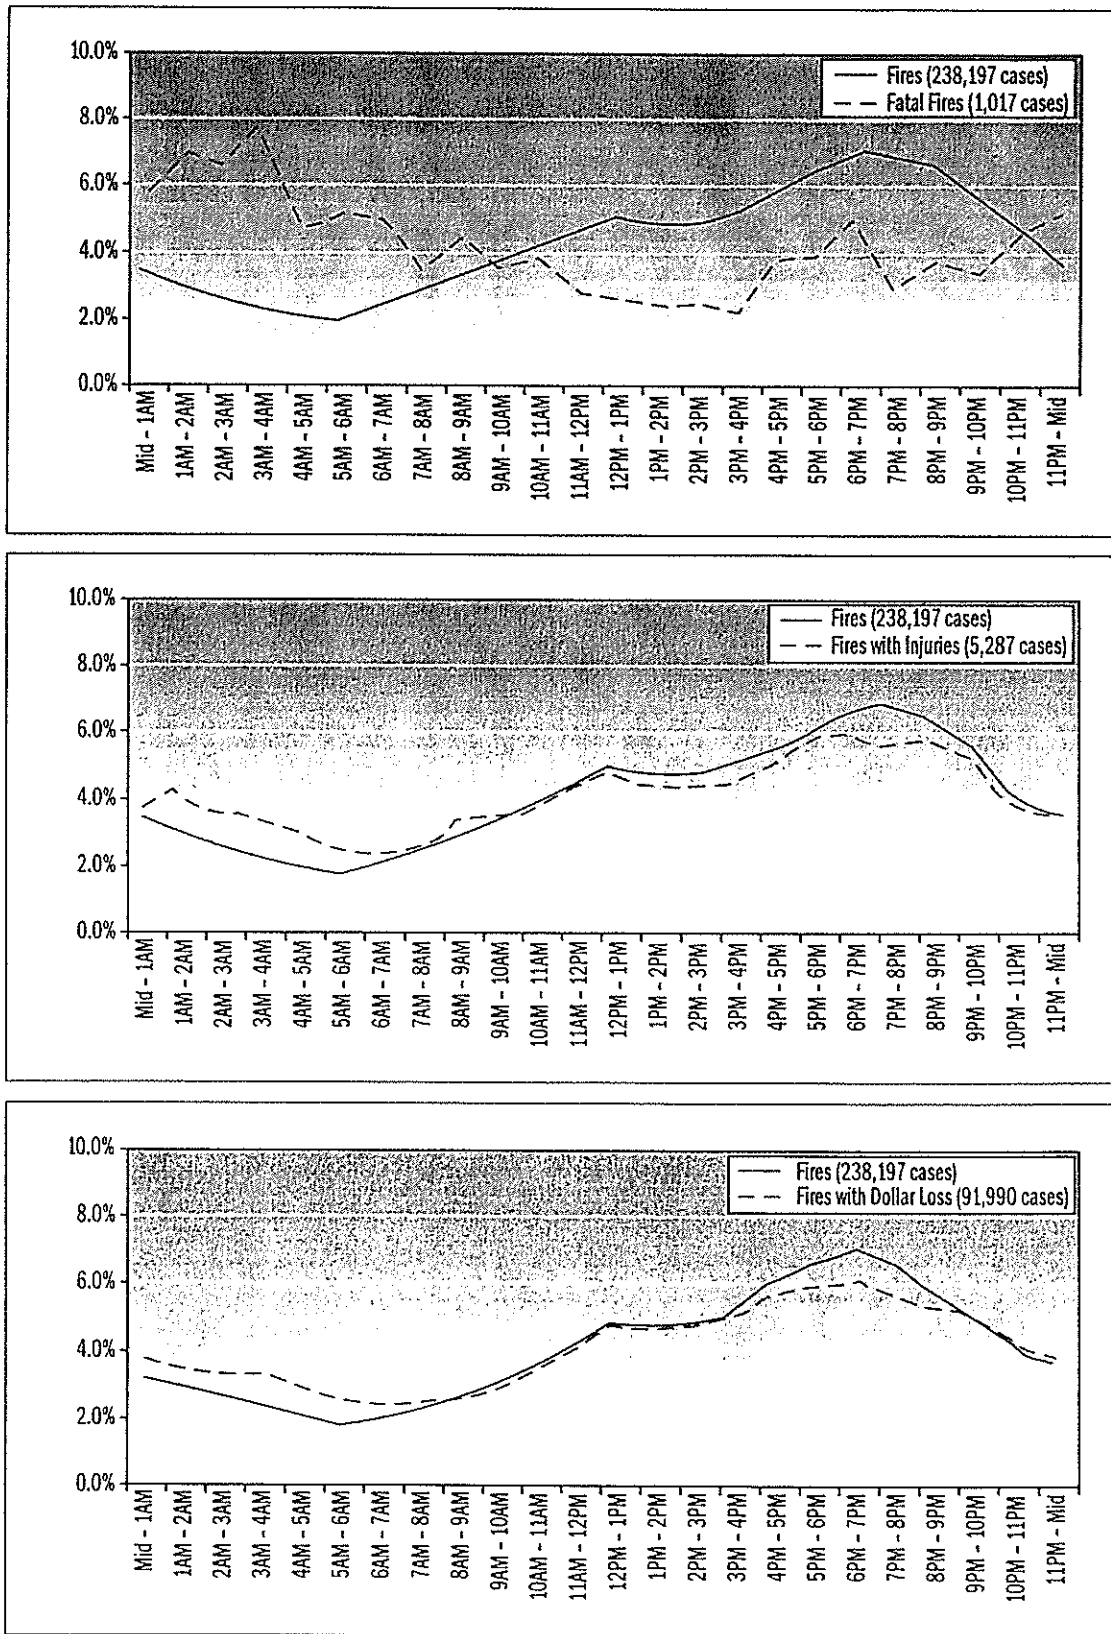 10.0%
8.0%
6.0%
4.0%
2.0%
0.0%
Fires (238,197 cases)
Fatal Fires (1,017 cases)
Mid - 1AM
1AM - 2AM
2AM - 3AM
3AM - 4AM
4AM - 5AM
5AM - 6AM
6AM - 7AM
7AM - 8AM
8AM - 9AM
9AM - 10AM
10AM - 11AM
11AM - 12PM
12PM - 1PM
1PM - 2PM
2PM - 3PM
3PM - 4PM
4PM - 5PM
5PM - 6PM
6PM - 7PM
7PM - 8PM
8PM - 9PM
9PM - 10PM
10PM - 11PM
11PM - Mid
10.0%
8.0%
6.0%
4.0%
2.0%
0.0%
Fires (238,197 cases)
Fires with Injuries (5,287 cases)
Mid - 1AM
1AM - 2AM
2AM - 3AM
3AM - 4AM
4AM - 5AM
5AM - 6AM
6AM - 7AM
7AM - 8AM
8AM - 9AM
9AM - 10AM
10AM - 11AM
11AM - 12PM
12PM - 1PM
1PM - 2PM
2PM - 3PM
3PM - 4PM
4PM - 5PM
5PM - 6PM
6PM - 7PM
7PM - 8PM
8PM - 9PM
9PM - 10PM
10PM - 11PM
11PM - Mid
10.0%
8.0%
6.0%
4.0%
2.0%
0.0%
Fires (238,197 cases)
Fires with Dollar Loss (91,990 cases)
Mid - 1AM
1AM - 2AM
2AM - 3AM
3AM - 4AM
4AM - 5AM
5AM - 6AM
6AM - 7AM
7AM - 8AM
8AM - 9AM
9AM - 10AM
10AM - 11AM
11AM - 12PM
12PM - 1PM
1PM - 2PM
2PM - 3PM
3PM - 4PM
4PM - 5PM
5PM - 6PM
6PM - 7PM
7PM - 8PM
8PM - 9PM
9PM - 10PM
10PM - 11PM
11PM - Mid